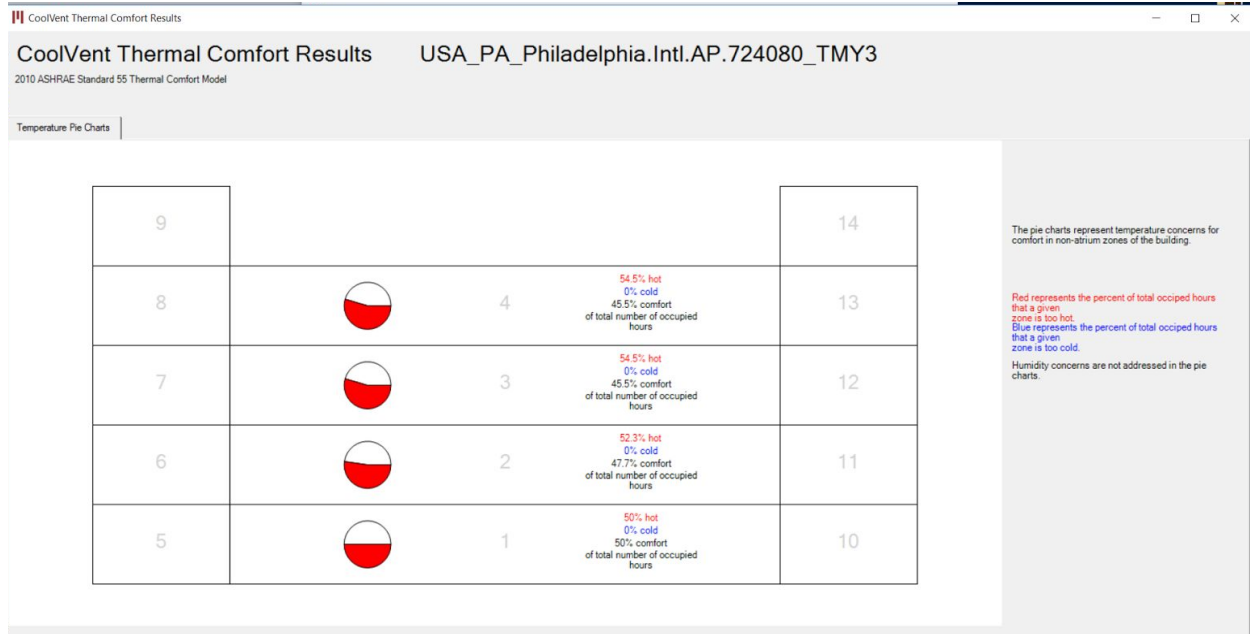 CoolVent Thermal Comfort Results
CoolVent Thermal Comfort Results USA_PA_Philadelphia.Intl.AP.724080_TMY3
2010 ASHRAE Standard 55 Thermal Comfort Model
Temperature Pie Charts
9
14
8
4
54.5% hot
0% cold
45.5% comfort
of total number of occupied
hours
13
7
3
54.5% hot
0% cold
45.5% comfort
of total number of occupied
hours
12
6
2
52.3% hot
0% cold
47.7% comfort
of total number of occupied
hours
11
5
1
50% hot
0% cold
50% comfort
of total number of occupied
hours
10
The pie charts represent temperature concerns for
comfort in non-atrium zones of the building.
Red represents the percent of total occiped hours
that a given
zone is too hot.
Blue represents the percent of total occiped hours
that a given
zone is too cold.
Humidity concerns are not addressed in the pie
charts.